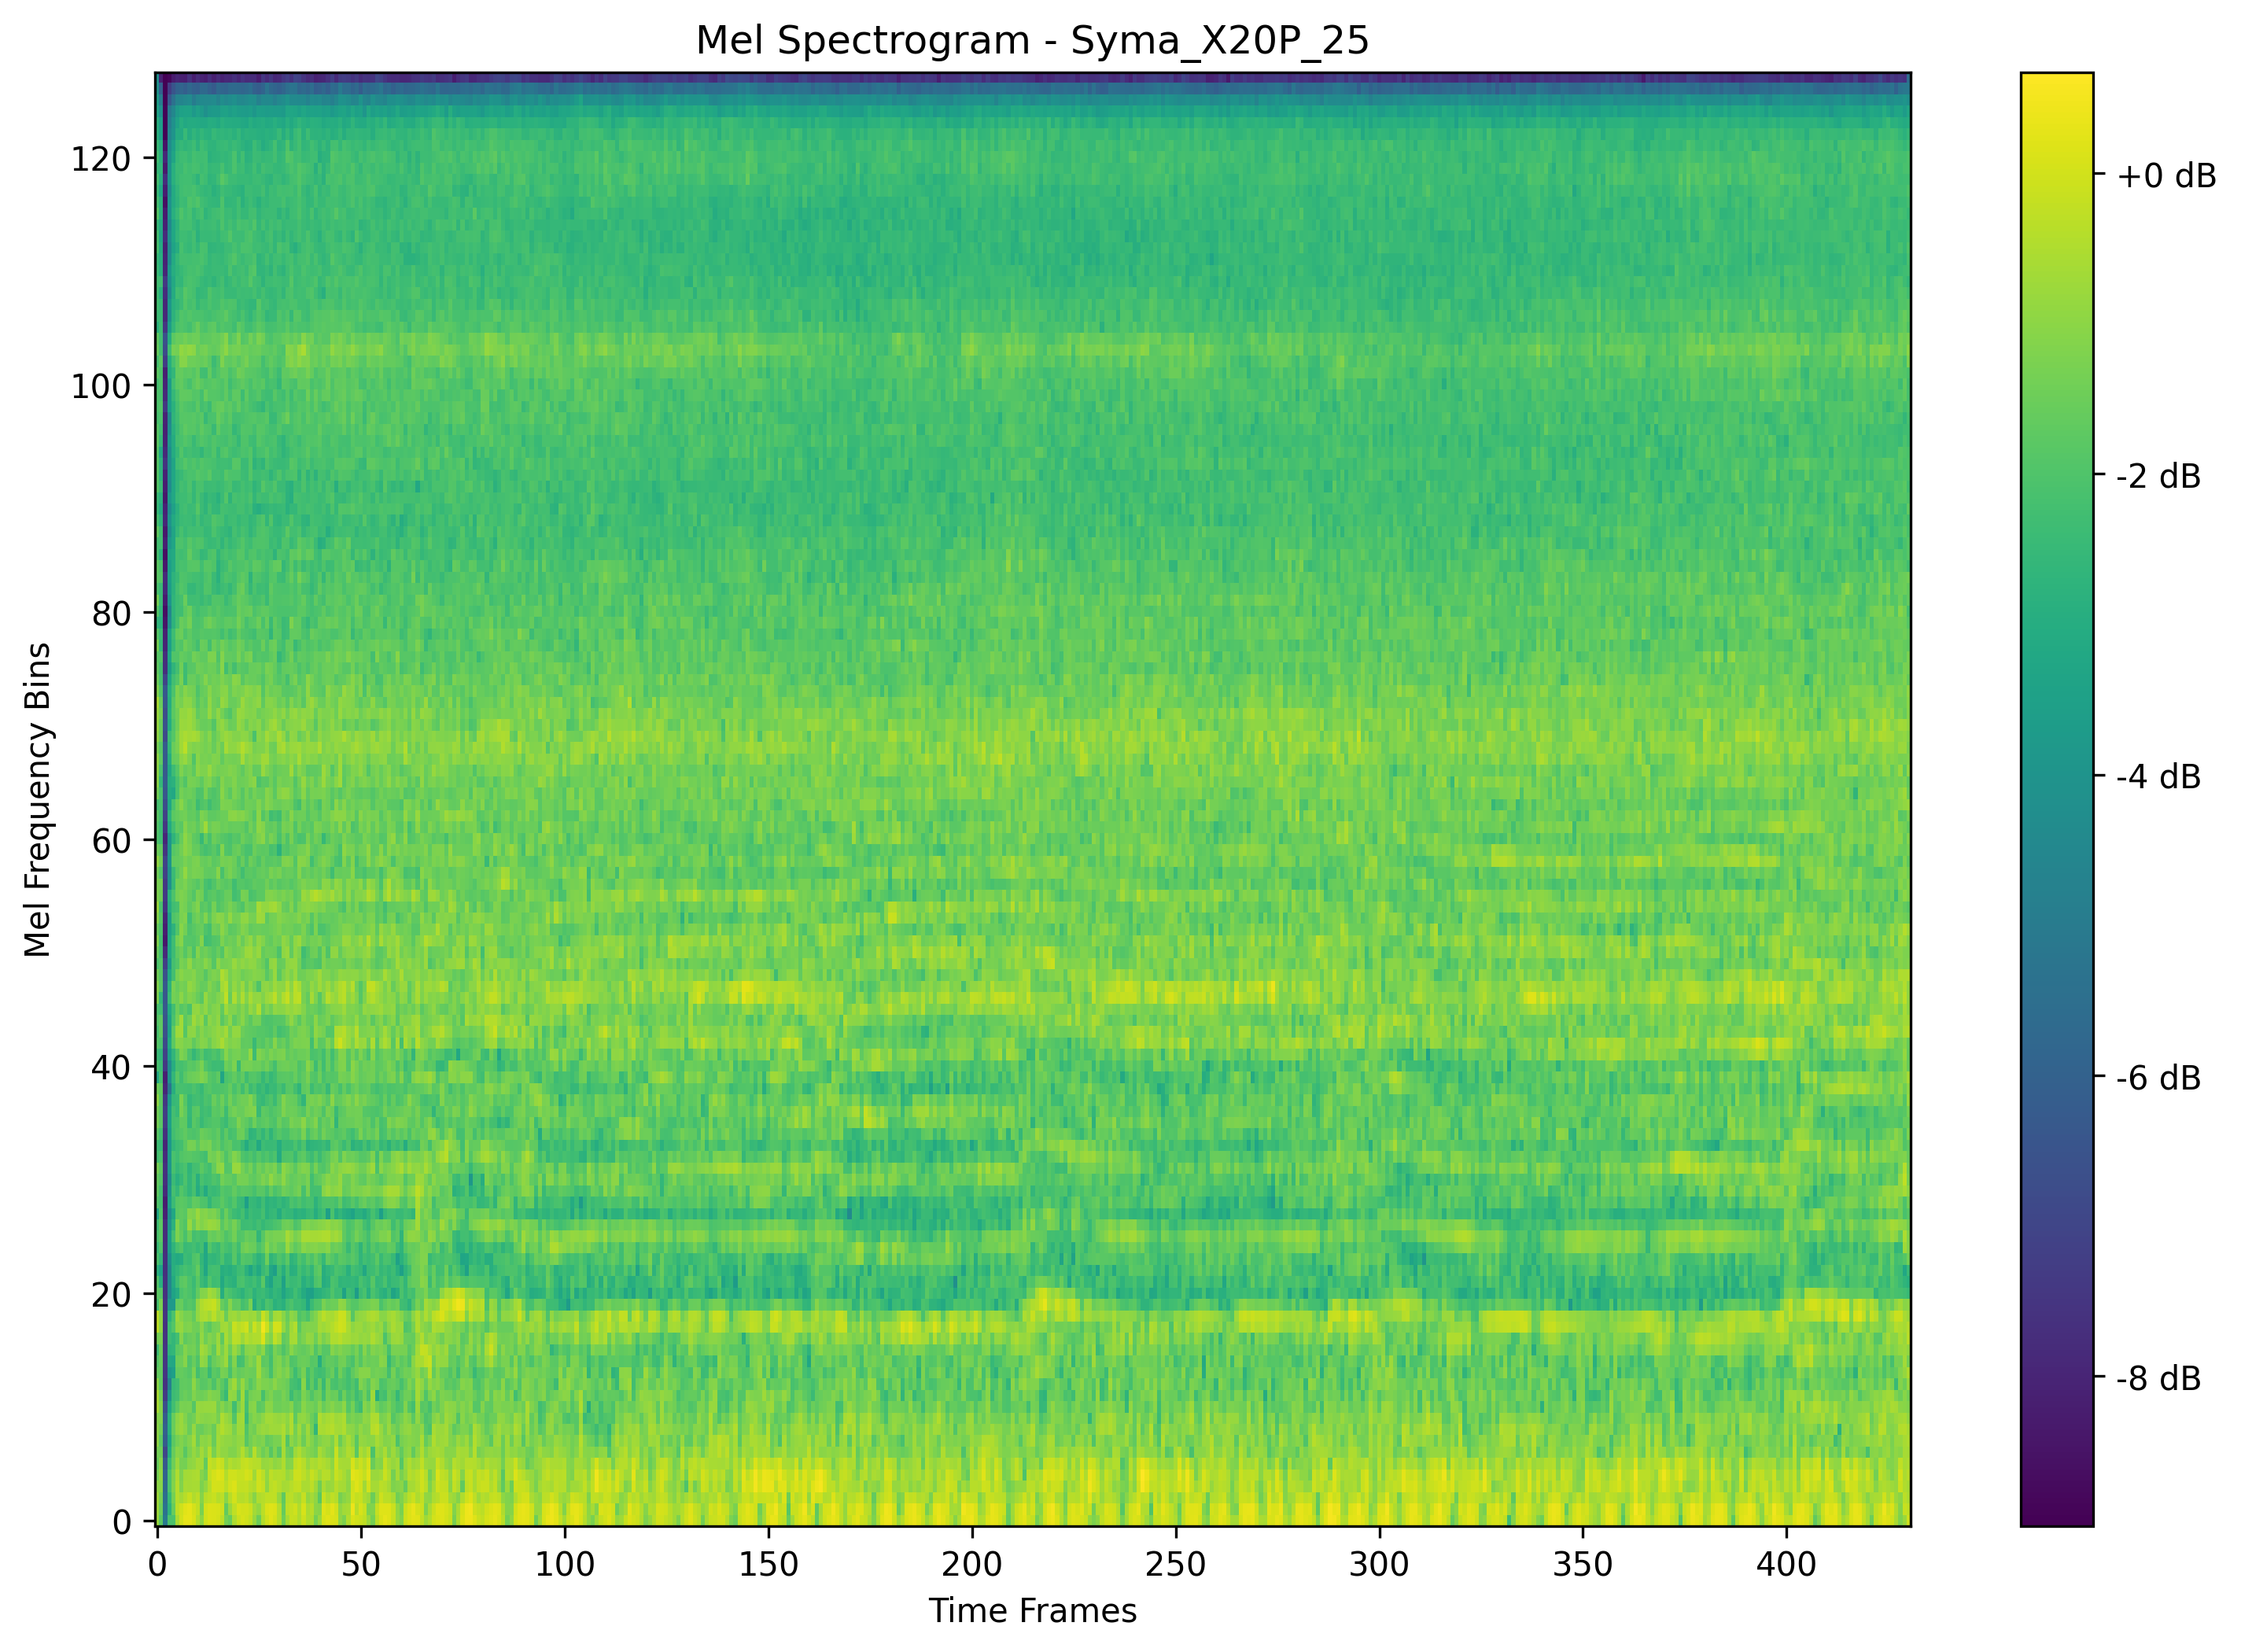 Mel Spectrogram - Syma_X20P_25
120
100
80
60
40
20
0
Mel Frequency Bins
0 50 100 150 200 250 300 350 400
Time Frames
+0 dB
-2 dB
-4 dB
-6 dB
-8 dB